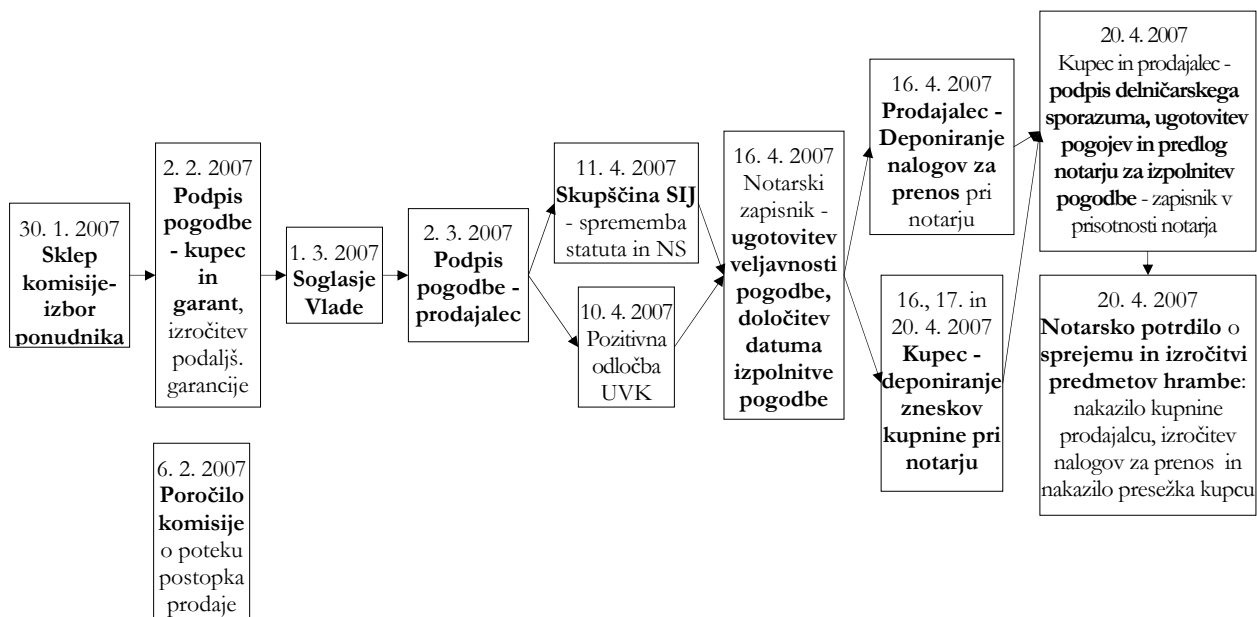 30. 1. 2007
Sklep
komisije-
izbor
ponudnika
2. 2. 2007
Podpis
pogodbe
- kupec
in
garant,
izročitev
podaljš.
garancije
6. 2. 2007
Poročilo
komisije
o poteku
postopka
prodaje
1. 3. 2007
Soglasje
Vlade
2. 3. 2007
Podpis
pogodbe -
prodajalec
11. 4. 2007
Skupščina SIJ
- sprememba
statuta in NS
10. 4. 2007
Pozitivna
odločba
UVK
16. 4. 2007
Notarski
zapisnik -
ugotovitev
veljavnosti
pogodbe,
določitev
datuma
izpolnitve
pogodbe
16. 4. 2007
Prodajalec -
Deponiranje
nalogov za
prenos pri
notarju
16., 17. in
20. 4. 2007
Kupec -
deponiranje
zneskov
kupnine pri
notarju
20. 4. 2007
Kupec in prodajalec -
podpis delničarskega
sporazuma, ugotovitev
pogojev in predlog
notarju za izpolnitev
pogodbe - zapisnik v
prisotnosti notarja
20. 4. 2007
Notarsko potrdilo o
sprejemu in izročitvi
predmetov hrambe:
nakazilo kupnine
prodajalcu, izročitev
nalogov za prenos in
nakazilo presežka kupcu